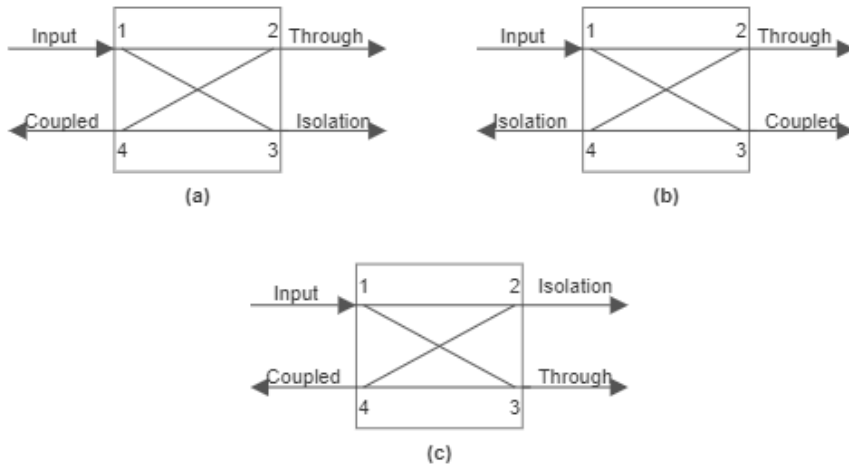 1 2 1 2
Input Through Input Through
Coupled Isolation Isolation Coupled
4 3 4 3
(a) (b)
1 2 Isolation
Input
Coupled Through
4 3
(c)